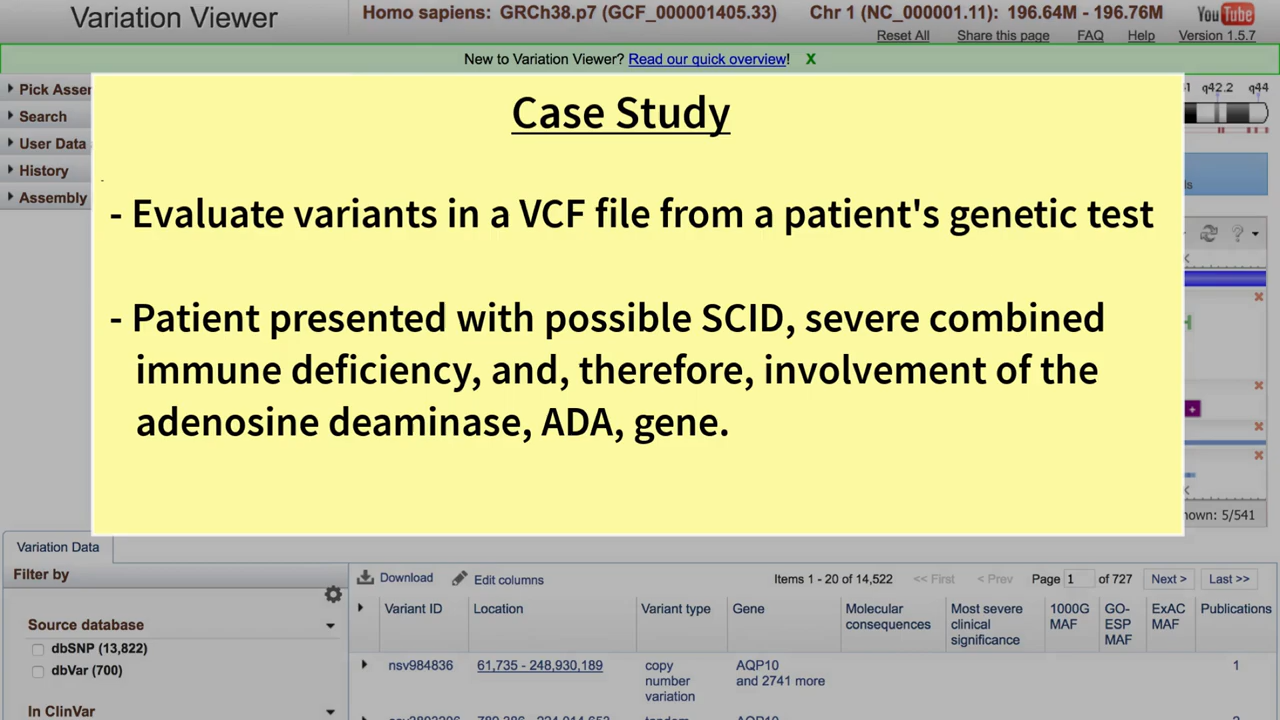 Variation Viewer
Homo sapiens: GRCh38.p7 (GCF_000001405.33)
Chr 1 (NC_000001.11): 196.64M - 196.76M
YouTube
Reset All
Share this page
FAQ
Help
Version 1.5.7
New to Variation Viewer? Read our quick overview! X
Pick Asse
Search
User Data
History
Assembly
q42.2
q44
Case Study
- Evaluate variants in a VCF file from a patient's genetic test
- Patient presented with possible SCID, severe combined
immune deficiency, and, therefore, involvement of the
adenosine deaminase, ADA, gene.
own: 5/541
Variation Data
Filter by
Source database
dbSNP (13,822)
dbVar (700)
In ClinVar
Download
Edit columns
Items 1 - 20 of 14,522
<< First
< Prev
Page 1 of 727
Next >
Last >>
Variant ID
Location
Variant type
Gene
Molecular
consequences
Most severe
clinical
significance
1000G
MAF
GO-
ESP
MAF
ExAC
MAF
Publications
nsv984836
61,735 - 248,930,189
copy
number
variation
AQP10
and 2741 more
1